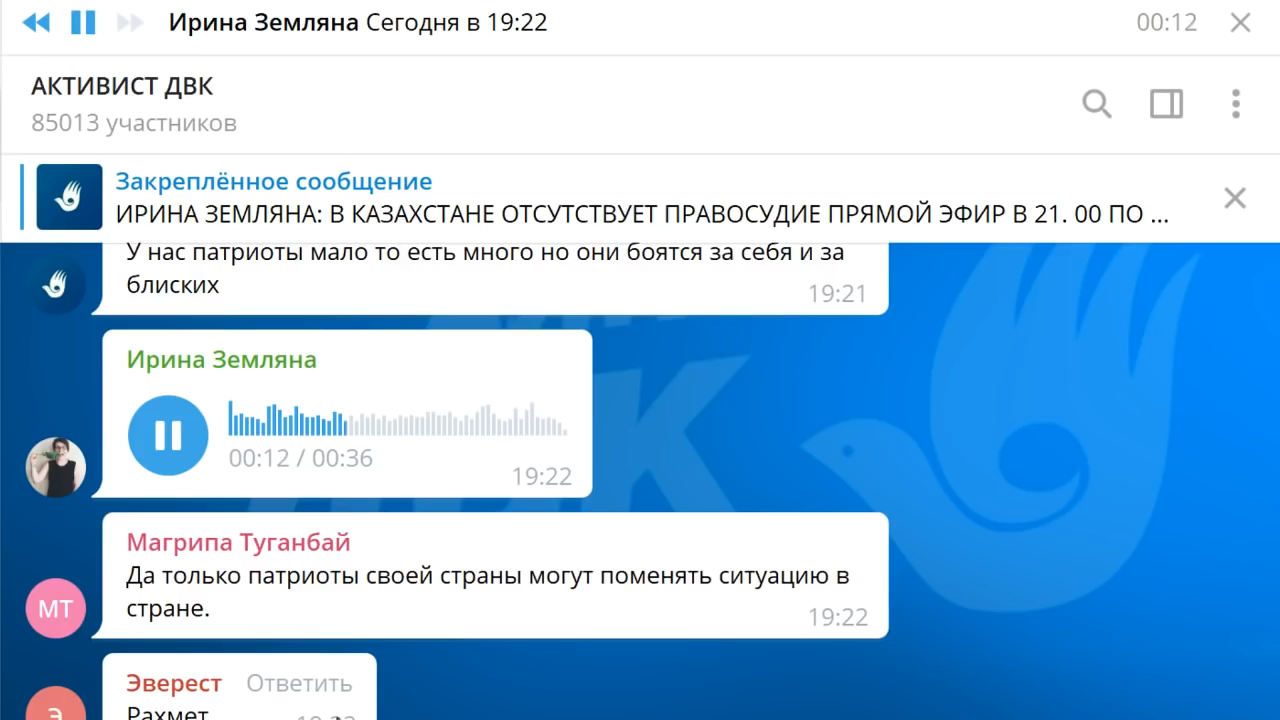 Ирина Земляна Сегодня в 19:22
00:12
АКТИВИСТ ДВК
85013 участников
Закреплённое сообщение
ИРИНА ЗЕМЛЯНА: В КАЗАХСТАНЕ ОТСУТСТВУЕТ ПРАВОСУДИЕ ПРЯМОЙ ЭФИР В 21. 00 ПО ...
У нас патриоты мало то есть много но они боятся за себя и за
блиских
19:21
Ирина Земляна
00:12 / 00:36
19:22
Магрипа Туганбай
Да только патриоты своей страны могут поменять ситуацию в
МТ
стране.
19:22
Эверест Ответить
Э
Рахмет